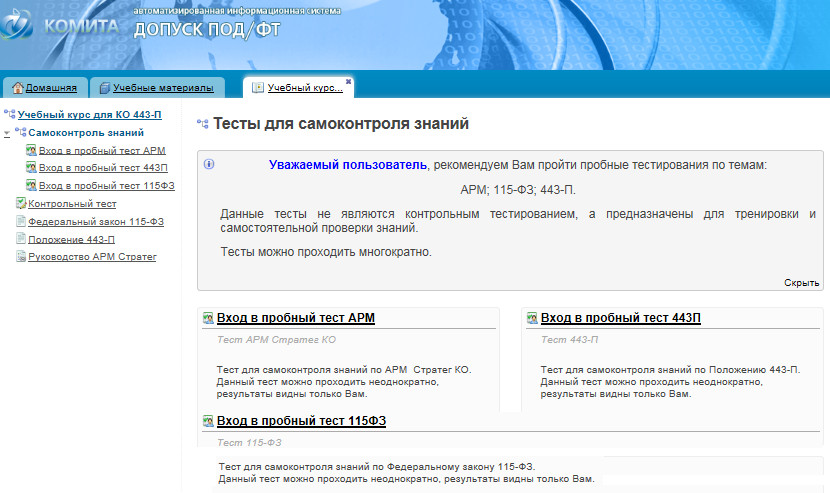 автоматизированная информационная система
КОМИТА
ДОПУСК ПОД/ФТ
Домашняя
Учебные материалы
Учебный курс...
Учебный курс для КО 443-П
Самоконтроль знаний
Вход в пробный тест АРМ
Вход в пробный тест 443П
Вход в пробный тест 115ФЗ
Контрольный тест
Федеральный закон 115-ФЗ
Положение 443-П
Руководство АРМ Стратег
Тесты для самоконтроля знаний
Уважаемый пользователь, рекомендуем Вам пройти пробные тестирования по темам:
АРМ; 115-ФЗ; 443-П.
Данные тесты не являются контрольным тестированием, а предназначены для тренировки и
самостоятельной проверки знаний.
Тесты можно проходить многократно.
Скрыть
Вход в пробный тест АРМ
Тест АРМ Стратег КО
Тест для самоконтроля знаний по АРМ Стратег КО.
Данный тест можно проходить неоднократно,
результаты видны только Вам.
Вход в пробный тест 443П
Тест 443-П
Тест для самоконтроля знаний по Положению 443-П.
Данный тест можно проходить неоднократно,
результаты видны только Вам.
Вход в пробный тест 115ФЗ
Тест 115-ФЗ
Тест для самоконтроля знаний по Федеральному закону 115-ФЗ.
Данный тест можно проходить неоднократно, результаты видны только Вам.